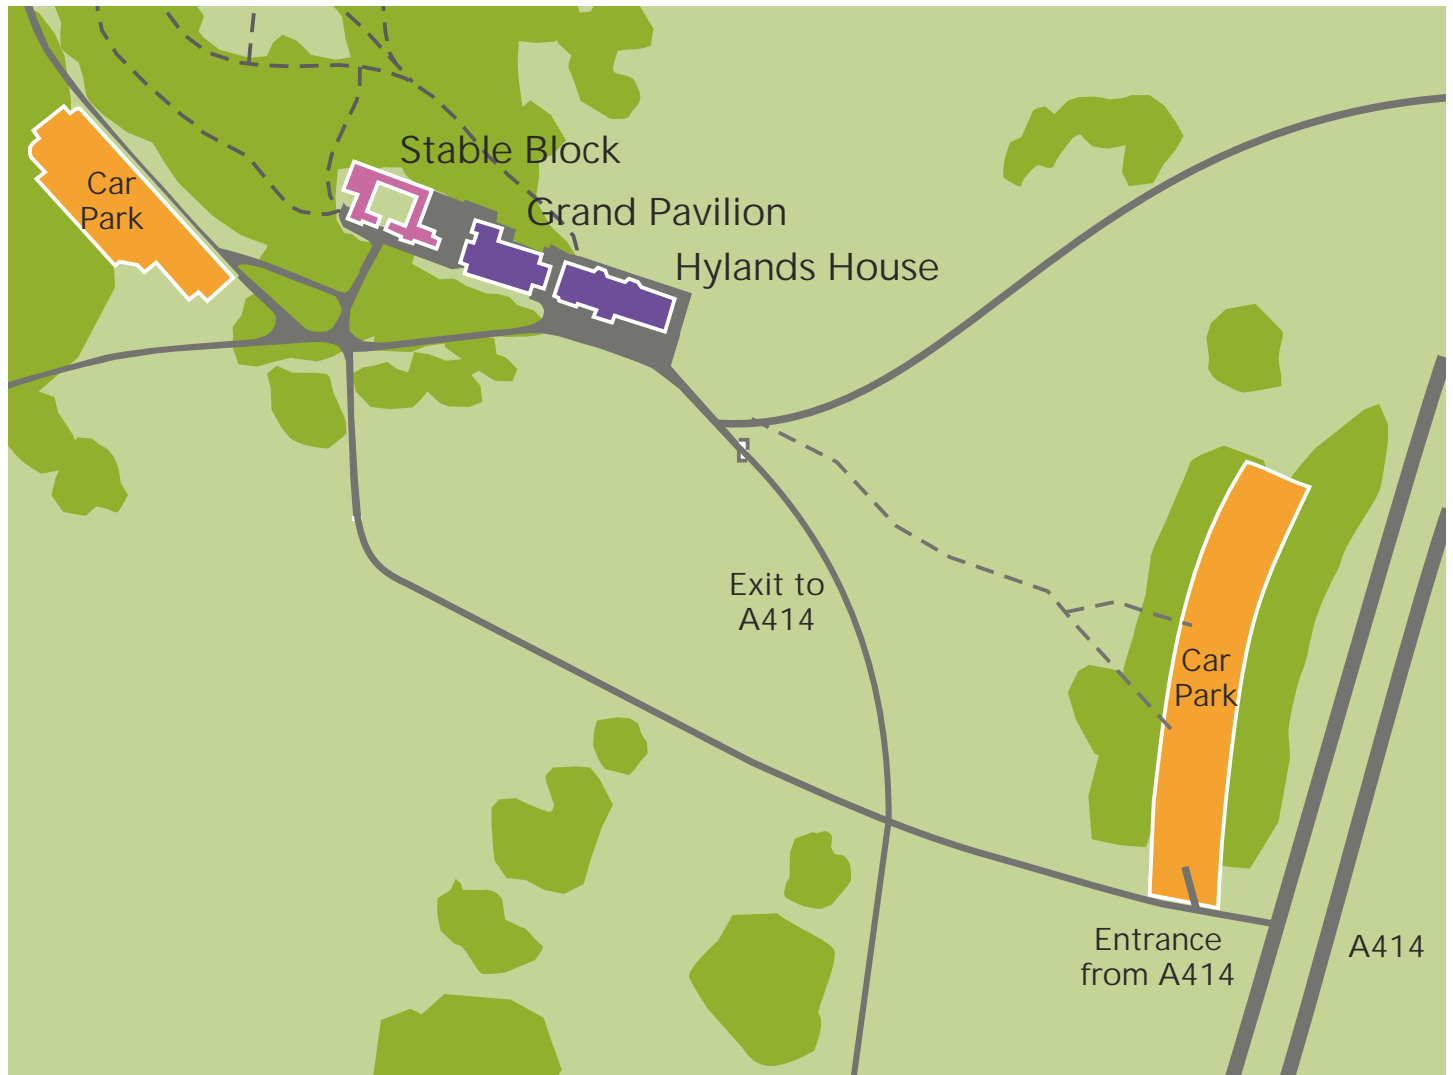 Stable Block
Car
Park
Grand Pavilion
Hylands House
Exit to
A414
Car
Park
Entrance
from A414
A414